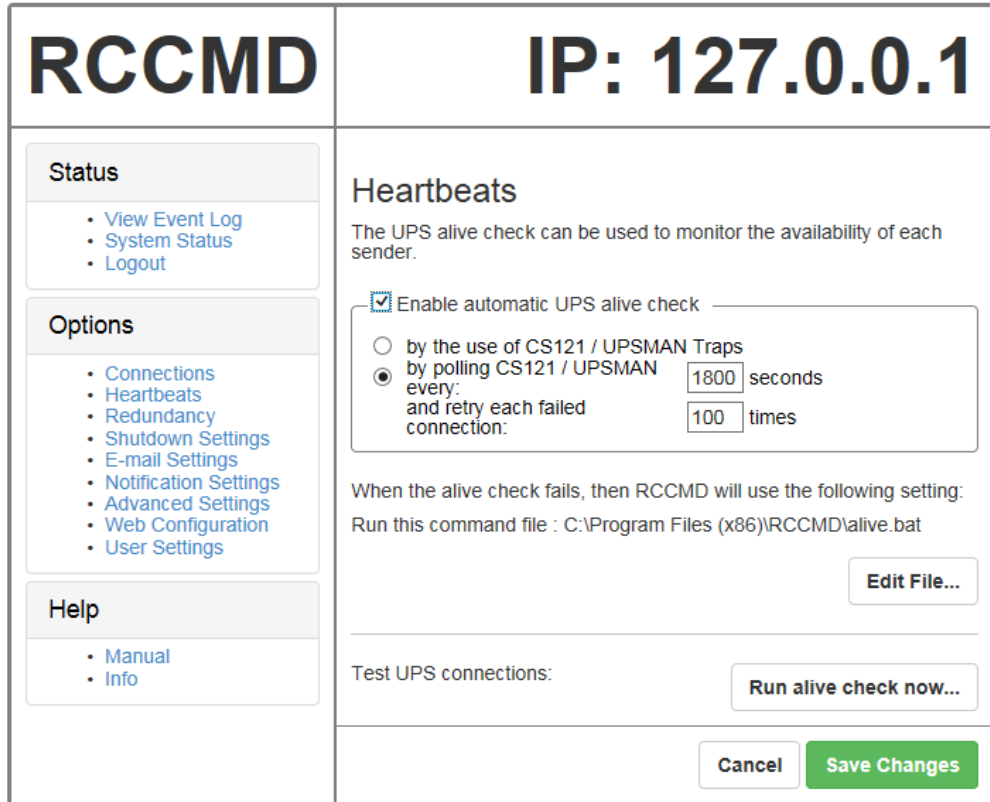 RCCMD
IP: 127.0.0.1
Status
• View Event Log
• System Status
• Logout
Options
• Connections
• Heartbeats
• Redundancy
• Shutdown Settings
• E-mail Settings
• Notification Settings
• Advanced Settings
• Web Configuration
• User Settings
Help
• Manual
• Info
Heartbeats
The UPS alive check can be used to monitor the availability of each
sender.
Enable automatic UPS alive check
by the use of CS121 / UPSMAN Traps
by polling CS121 / UPSMAN
every:
1800 seconds
and retry each failed
connection:
100 times
When the alive check fails, then RCCMD will use the following setting:
Run this command file : C:\Program Files (x86)\RCCMD\alive.bat
Edit File...
Test UPS connections:
Run alive check now...
Cancel
Save Changes